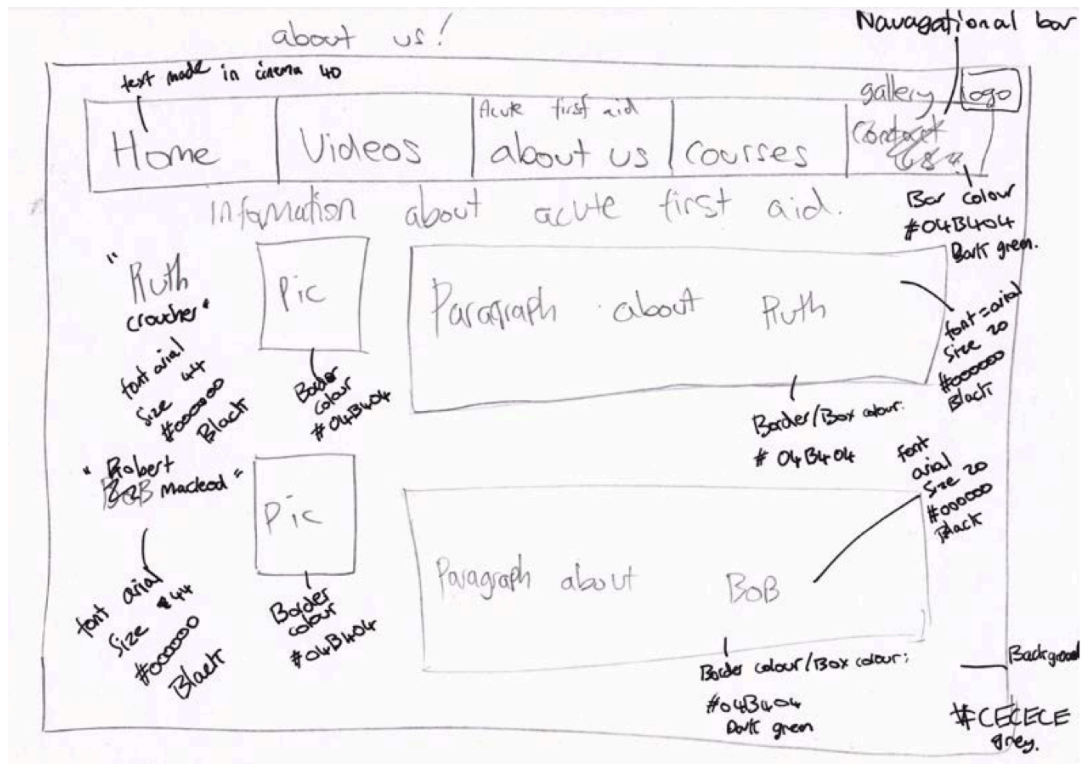 about us!
Navagational bar
text made in cinema 40
gallery
logo
Home
Videos
Acute first aid
about us
courses
Contact
Bar colour
#04B404
Dark green.
Information about acute first aid.
"Ruth
croucher"
font arial
size 44
#000000
Black
Pic
Border
colour
#04B404
Paragraph about Ruth
font=arial
Size 20
#000000
Black
Border/Box colour:
#04B404
"Robert
BOB Macleod"
font arial
size 44
#000000
Black
Pic
Border
colour
#04B404
Paragraph about BOB
font
arial
Size 20
#000000
Black
Border colour/Box colour:
#04B404
Dark green
Background
#CECECE
grey.